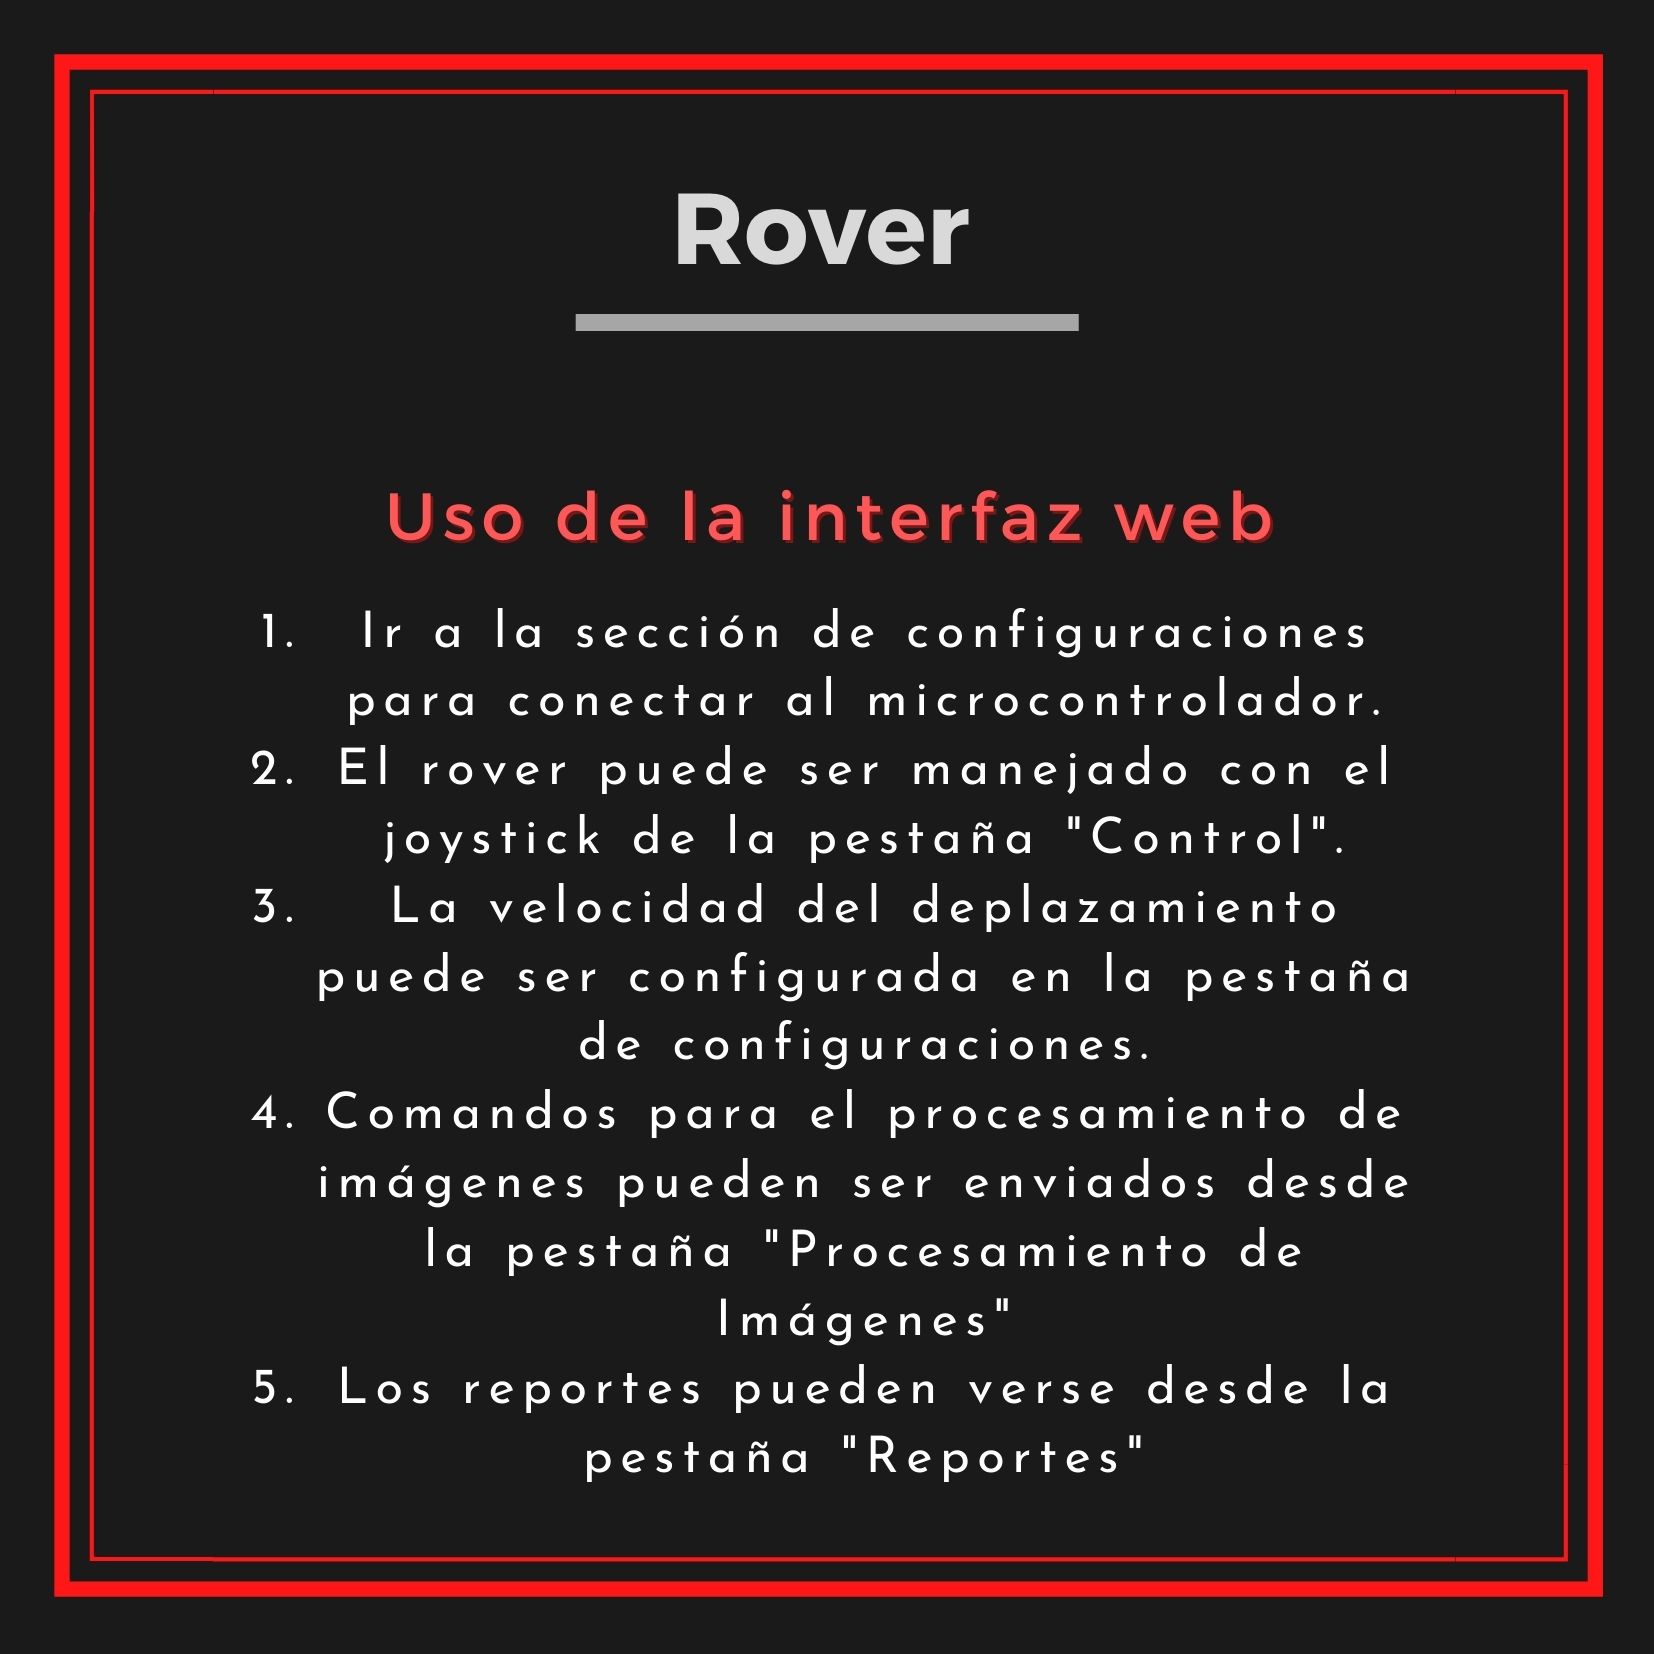 Rover
Uso de la interfaz web
1. Ir a la sección de configuraciones
para conectar al microcontrolador.
2. El rover puede ser manejado con el
joystick de la pestaña "Control".
3. La velocidad del deplazamiento
puede ser configurada en la pestaña
de configuraciones.
4. Comandos para el procesamiento de
imágenes pueden ser enviados desde
la pestaña "Procesamiento de
Imágenes"
5. Los reportes pueden verse desde la
pestaña "Reportes"